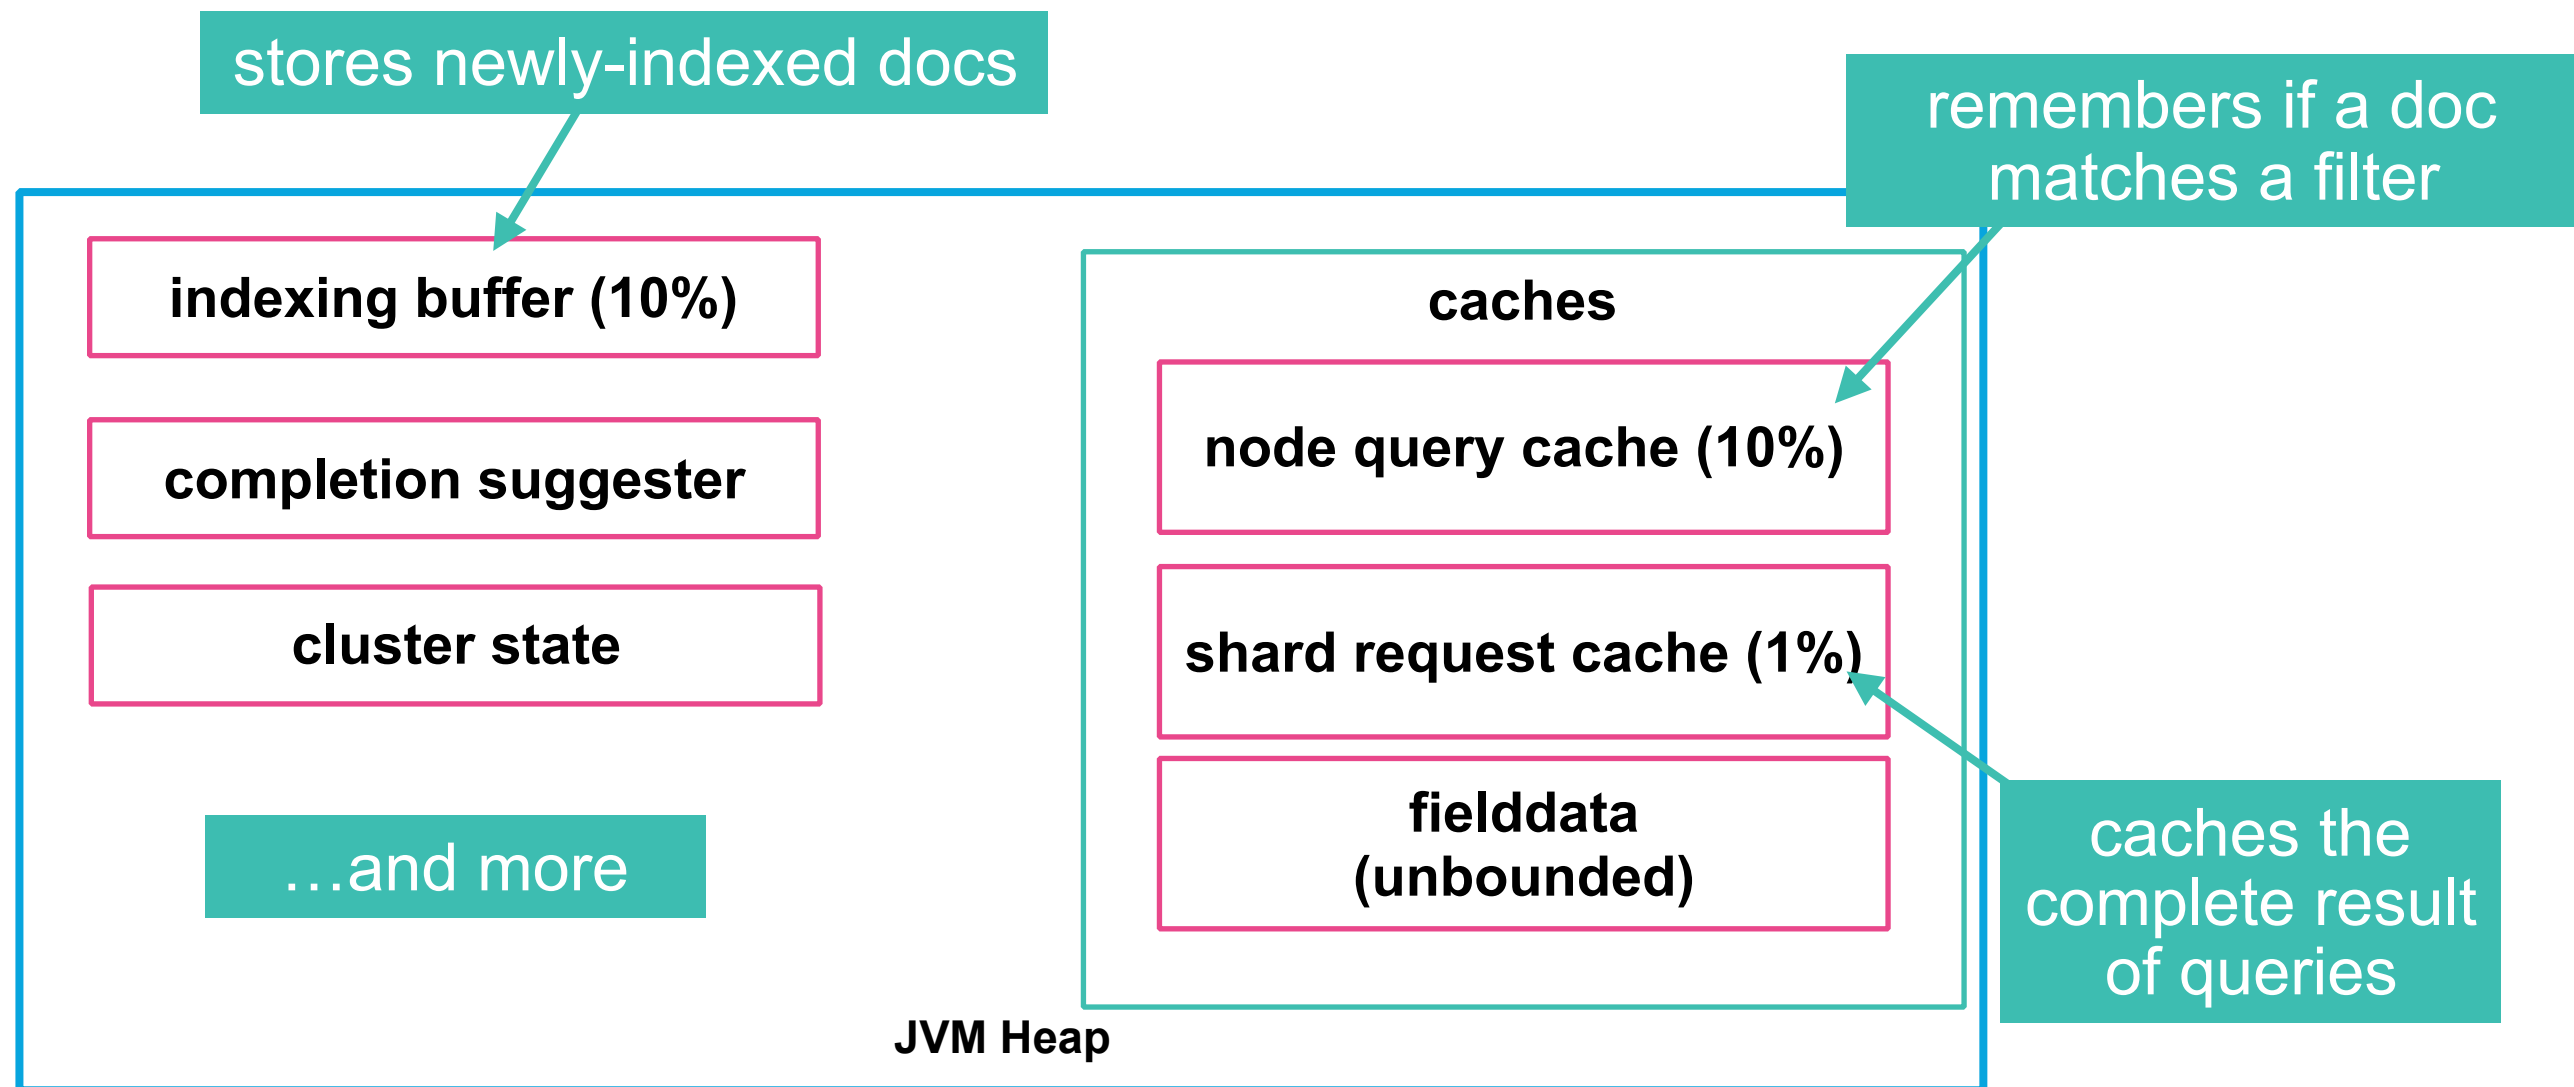 stores newly-indexed docs
remembers if a doc
matches a filter
indexing buffer (10%)
completion suggester
cluster state
…and more
caches
node query cache (10%)
shard request cache (1%)
fielddata
(unbounded)
caches the
complete result
of queries
JVM Heap